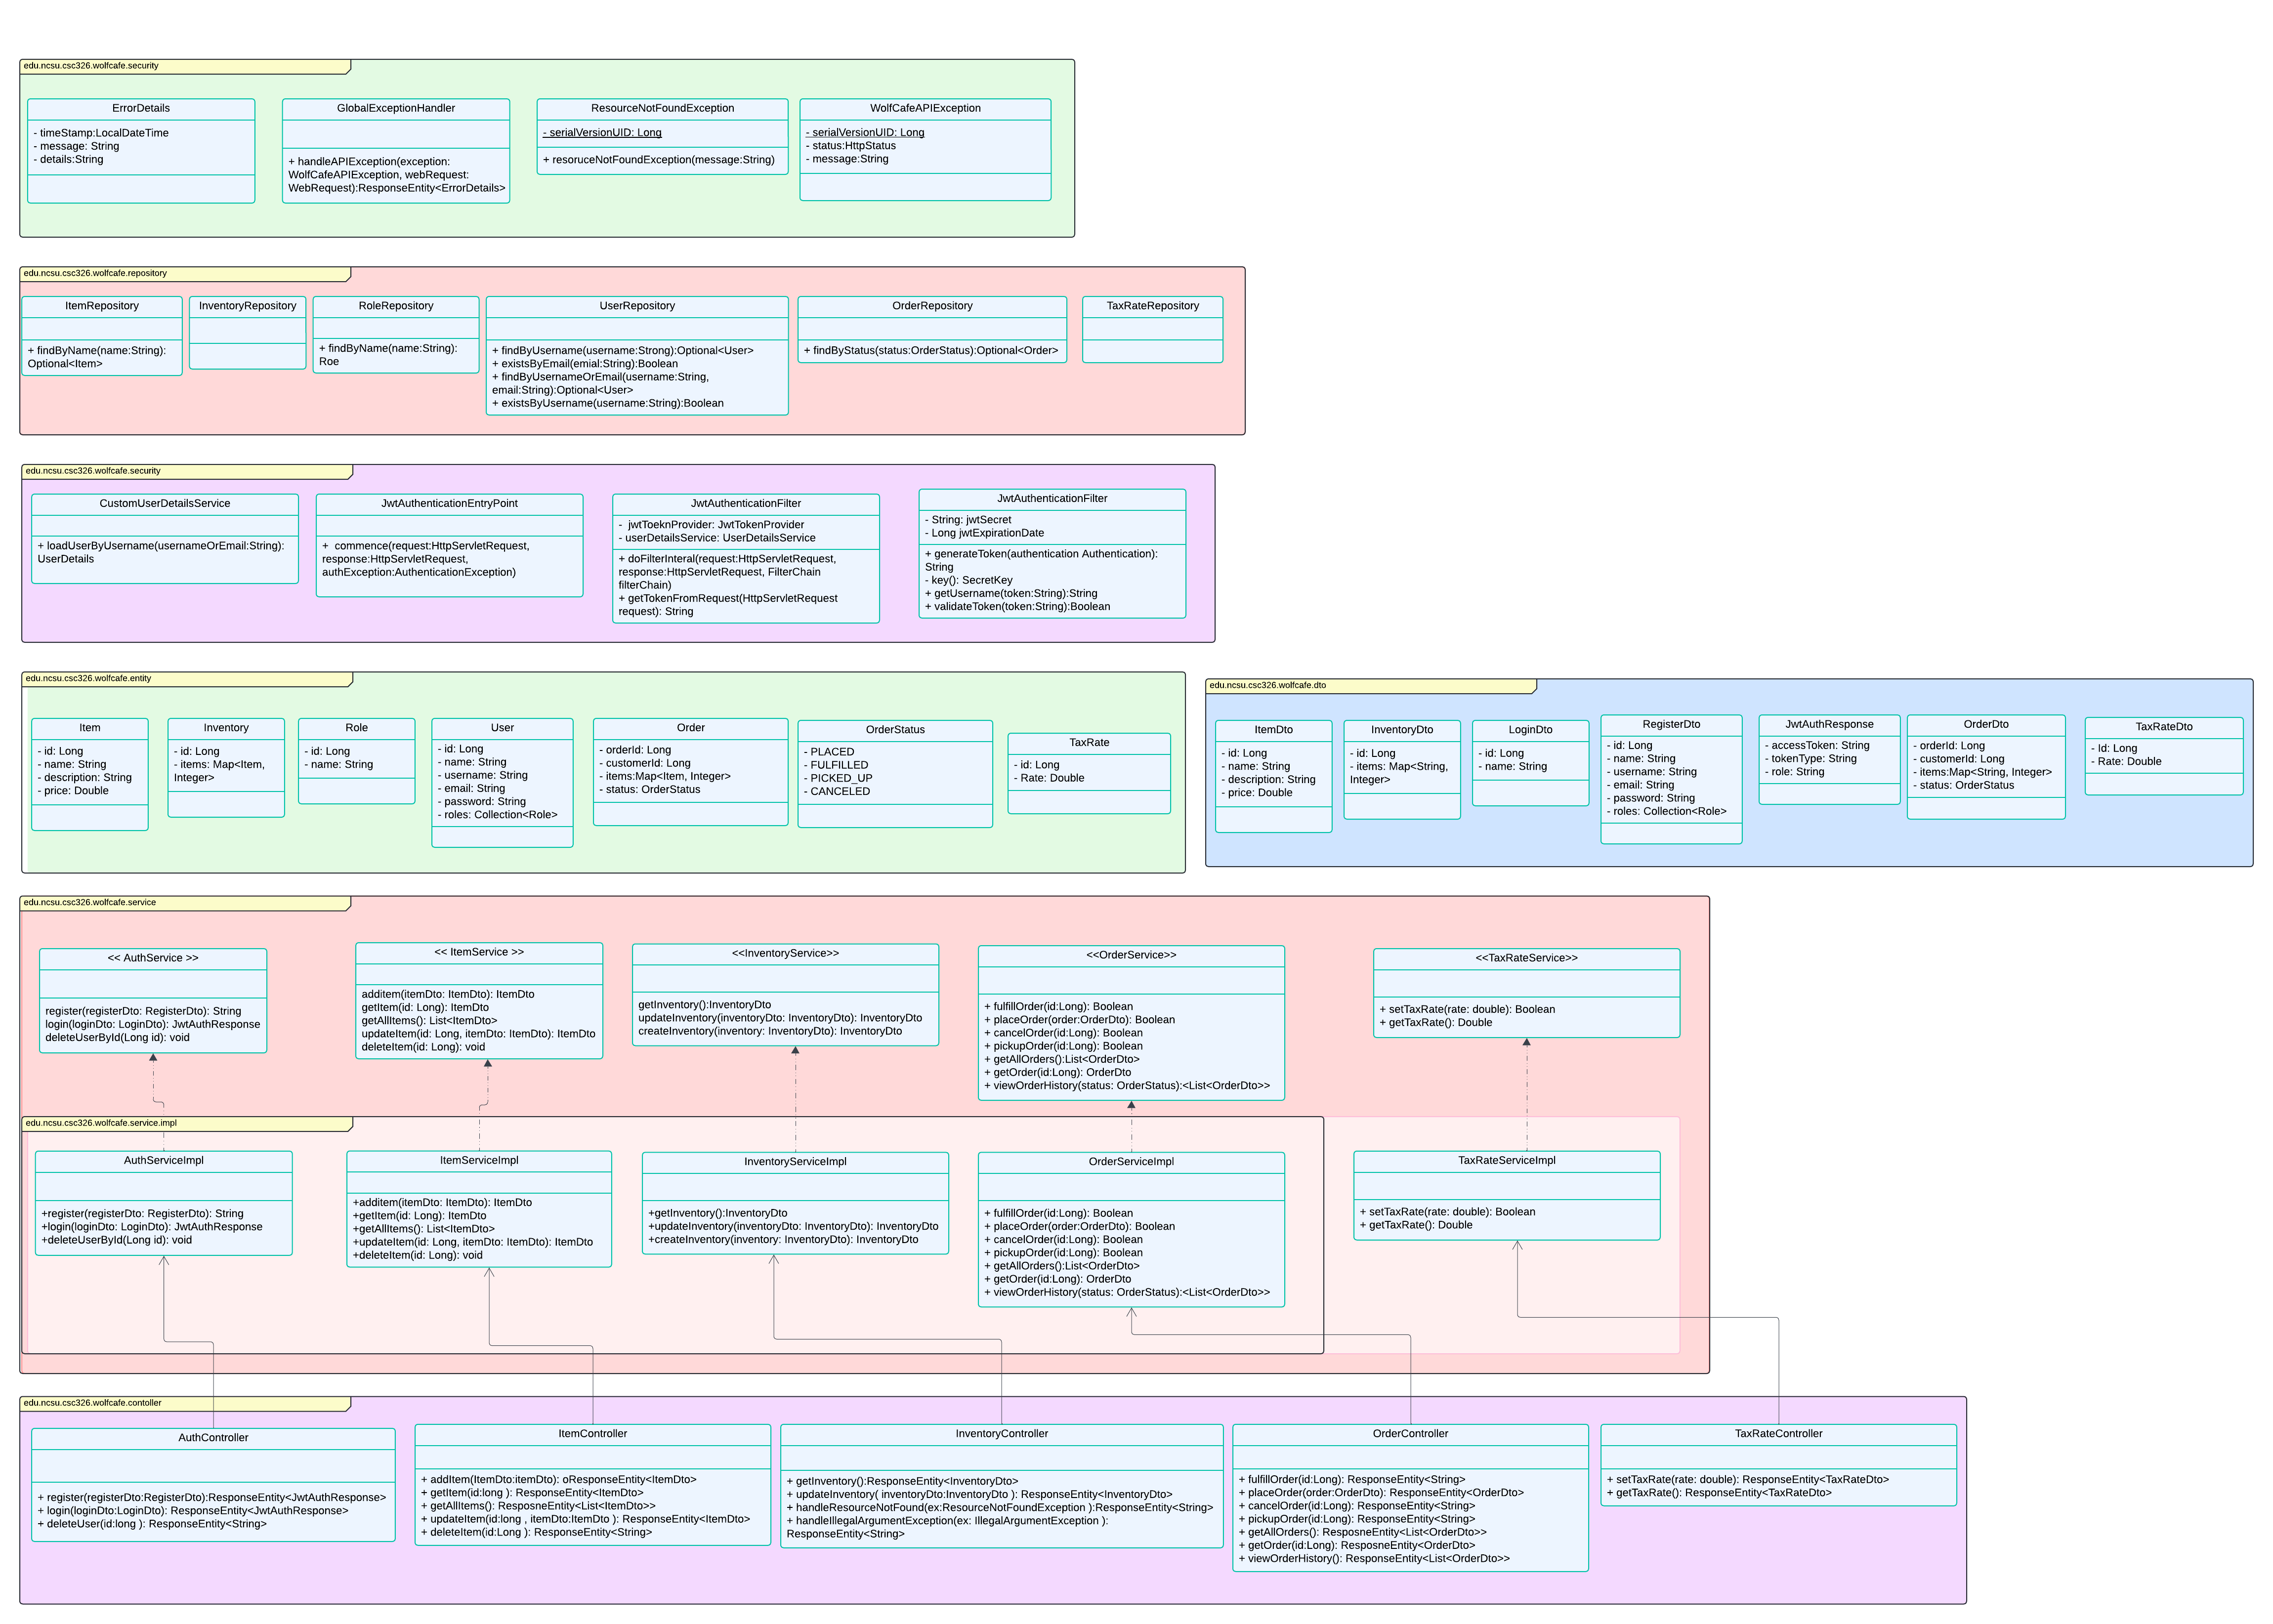 edu.ncsu.csc326.wolfcafe.security
ErrorDetails
- timeStamp:LocalDateTime
- message: String
- details:String
GlobalExceptionHandler
+ handleAPIException(exception:
WolfCafeAPIException, webRequest:
WebRequest):ResponseEntity<ErrorDetails>
ResourceNotFoundException
- serialVersionUID: Long
+ resoruceNotFoundException(message:String)
WolfCafeAPIException
- serialVersionUID: Long
- status:HttpStatus
- message:String
edu.ncsu.csc326.wolfcafe.repository
ItemRepository
+ findByName(name:String):
Optional<Item>
InventoryRepository
RoleRepository
+ findByName(name:String):
Roe
UserRepository
+ findByUsername(username:Strong):Optional<User>
+ existsByEmail(emial:String):Boolean
+ findByUsernameOrEmail(username:String,
email:String):Optional<User>
+ existsByUsername(username:String):Boolean
OrderRepository
+ findByStatus(status:OrderStatus):Optional<Order>
TaxRateRepository
edu.ncsu.csc326.wolfcafe.security
CustomUserDetailsService
+ loadUserByUsername(usernameOrEmail:String):
UserDetails
JwtAuthenticationEntryPoint
+  commence(request:HttpServletRequest,
response:HttpServletRequest,
authException:AuthenticationException)
JwtAuthenticationFilter
-  jwtToeknProvider: JwtTokenProvider
- userDetailsService: UserDetailsService
+ doFilterInteral(request:HttpServletRequest,
response:HttpServletRequest, FilterChain
filterChain)
+ getTokenFromRequest(HttpServletRequest
request): String
JwtAuthenticationFilter
- String: jwtSecret
- Long jwtExpirationDate
+ generateToken(authentication Authentication):
String
- key(): SecretKey
+ getUsername(token:String):String
+ validateToken(token:String):Boolean
edu.ncsu.csc326.wolfcafe.entity
Item
- id: Long
- name: String
- description: String
- price: Double
Inventory
- id: Long
- items: Map<Item,
Integer>
Role
- id: Long
- name: String
User
- id: Long
- name: String
- username: String
- email: String
- password: String
- roles: Collection<Role>
Order
- orderId: Long
- customerId: Long
- items:Map<Item, Integer>
- status: OrderStatus
OrderStatus
- PLACED
- FULFILLED
- PICKED_UP
- CANCELED
TaxRate
- id: Long
- Rate: Double
edu.ncsu.csc326.wolfcafe.dto
ItemDto
- id: Long
- name: String
- description: String
- price: Double
InventoryDto
- id: Long
- items: Map<String,
Integer>
LoginDto
- id: Long
- name: String
RegisterDto
- id: Long
- name: String
- username: String
- email: String
- password: String
- roles: Collection<Role>
JwtAuthResponse
- accessToken: String
- tokenType: String
- role: String
OrderDto
- orderId: Long
- customerId: Long
- items:Map<String, Integer>
- status: OrderStatus
TaxRateDto
- Id: Long
- Rate: Double
edu.ncsu.csc326.wolfcafe.service
<< AuthService >>
register(registerDto: RegisterDto): String
login(loginDto: LoginDto): JwtAuthResponse
deleteUserById(Long id): void
<< ItemService >>
additem(itemDto: ItemDto): ItemDto
getItem(id: Long): ItemDto
getAllItems(): List<ItemDto>
updateItem(id: Long, itemDto: ItemDto): ItemDto
deleteItem(id: Long): void
<<InventoryService>>
getInventory():InventoryDto
updateInventory(inventoryDto: InventoryDto): InventoryDto
createInventory(inventory: InventoryDto): InventoryDto
<<OrderService>>
+ fulfillOrder(id:Long): Boolean
+ placeOrder(order:OrderDto): Boolean
+ cancelOrder(id:Long): Boolean
+ pickupOrder(id:Long): Boolean
+ getAllOrders():List<OrderDto>
+ getOrder(id:Long): OrderDto
+ viewOrderHistory(status: OrderStatus):<List<OrderDto>>
<<TaxRateService>>
+ setTaxRate(rate: double): Boolean
+ getTaxRate(): Double
edu.ncsu.csc326.wolfcafe.service.impl
AuthServiceImpl
+register(registerDto: RegisterDto): String
+login(loginDto: LoginDto): JwtAuthResponse
+deleteUserById(Long id): void
ItemServiceImpl
+additem(itemDto: ItemDto): ItemDto
+getItem(id: Long): ItemDto
+getAllItems(): List<ItemDto>
+updateItem(id: Long, itemDto: ItemDto): ItemDto
+deleteItem(id: Long): void
InventoryServiceImpl
+getInventory():InventoryDto
+updateInventory(inventoryDto: InventoryDto): InventoryDto
+createInventory(inventory: InventoryDto): InventoryDto
OrderServiceImpl
+ fulfillOrder(id:Long): Boolean
+ placeOrder(order:OrderDto): Boolean
+ cancelOrder(id:Long): Boolean
+ pickupOrder(id:Long): Boolean
+ getAllOrders():List<OrderDto>
+ getOrder(id:Long): OrderDto
+ viewOrderHistory(status: OrderStatus):<List<OrderDto>>
TaxRateServiceImpl
+ setTaxRate(rate: double): Boolean
+ getTaxRate(): Double
edu.ncsu.csc326.wolfcafe.contoller
AuthController
+ register(registerDto:RegisterDto):ResponseEntity<JwtAuthResponse>
+ login(loginDto:LoginDto): ResponseEntity<JwtAuthResponse>
+ deleteUser(id:long ): ResponseEntity<String>
ItemController
+ addItem(ItemDto:itemDto): oResponseEntity<ItemDto>
+ getItem(id:long ): ResponseEntity<ItemDto>
+ getAllItems(): ResposneEntity<List<ItemDto>>
+ updateItem(id:long , itemDto:ItemDto ): ResponseEntity<ItemDto>
+ deleteItem(id:Long ): ResponseEntity<String>
InventoryController
+ getInventory():ResponseEntity<InventoryDto>
+ updateInventory( inventoryDto:InventoryDto ): ResponseEntity<InventoryDto>
+ handleResourceNotFound(ex:ResourceNotFoundException ):ResponseEntity<String>
+ handleIllegalArgumentException(ex: IllegalArgumentException ):
ResponseEntity<String>
OrderController
+ fulfillOrder(id:Long): ResponseEntity<String>
+ placeOrder(order:OrderDto): ResponseEntity<OrderDto>
+ cancelOrder(id:Long): ResponseEntity<String>
+ pickupOrder(id:Long): ResponseEntity<String>
+ getAllOrders(): ResposneEntity<List<OrderDto>>
+ getOrder(id:Long): ResposneEntity<OrderDto>
+ viewOrderHistory(): ResponseEntity<List<OrderDto>>
TaxRateController
+ setTaxRate(rate: double): ResponseEntity<TaxRateDto>
+ getTaxRate(): ResponseEntity<TaxRateDto>